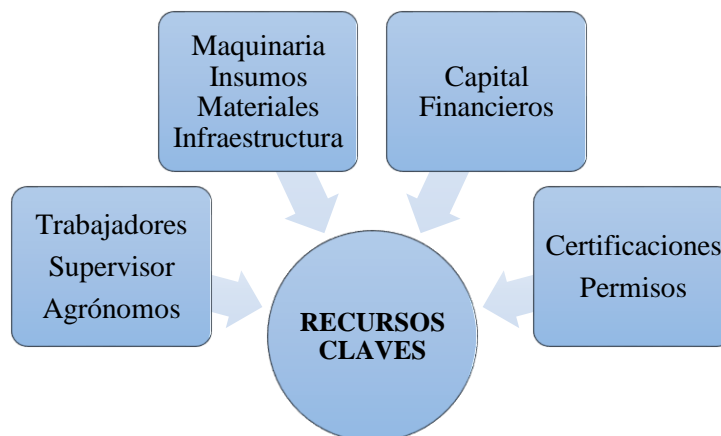 Maquinaria
Insumos
Materiales
Infraestructura
Capital
Financieros
Trabajadores
Supervisor
Agrónomos
Certificaciones
Permisos
RECURSOS
CLAVES